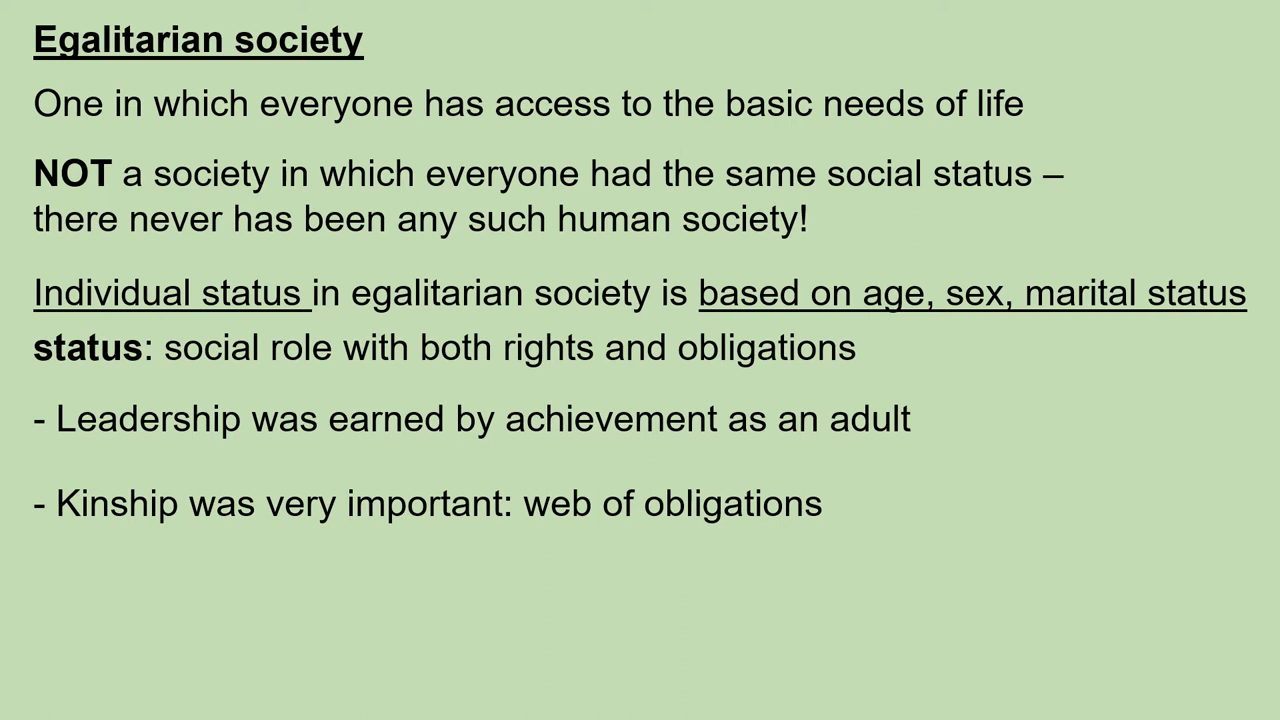 Egalitarian society
One in which everyone has access to the basic needs of life
NOT a society in which everyone had the same social status –
there never has been any such human society!
Individual status in egalitarian society is based on age, sex, marital status
status: social role with both rights and obligations
- Leadership was earned by achievement as an adult
- Kinship was very important: web of obligations